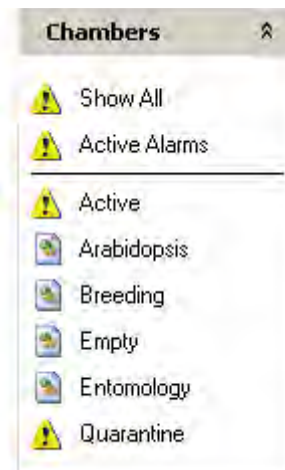 Chambers
Show All
Active Alarms
Active
Arabidopsis
Breeding
Empty
Entomology
Quarantine